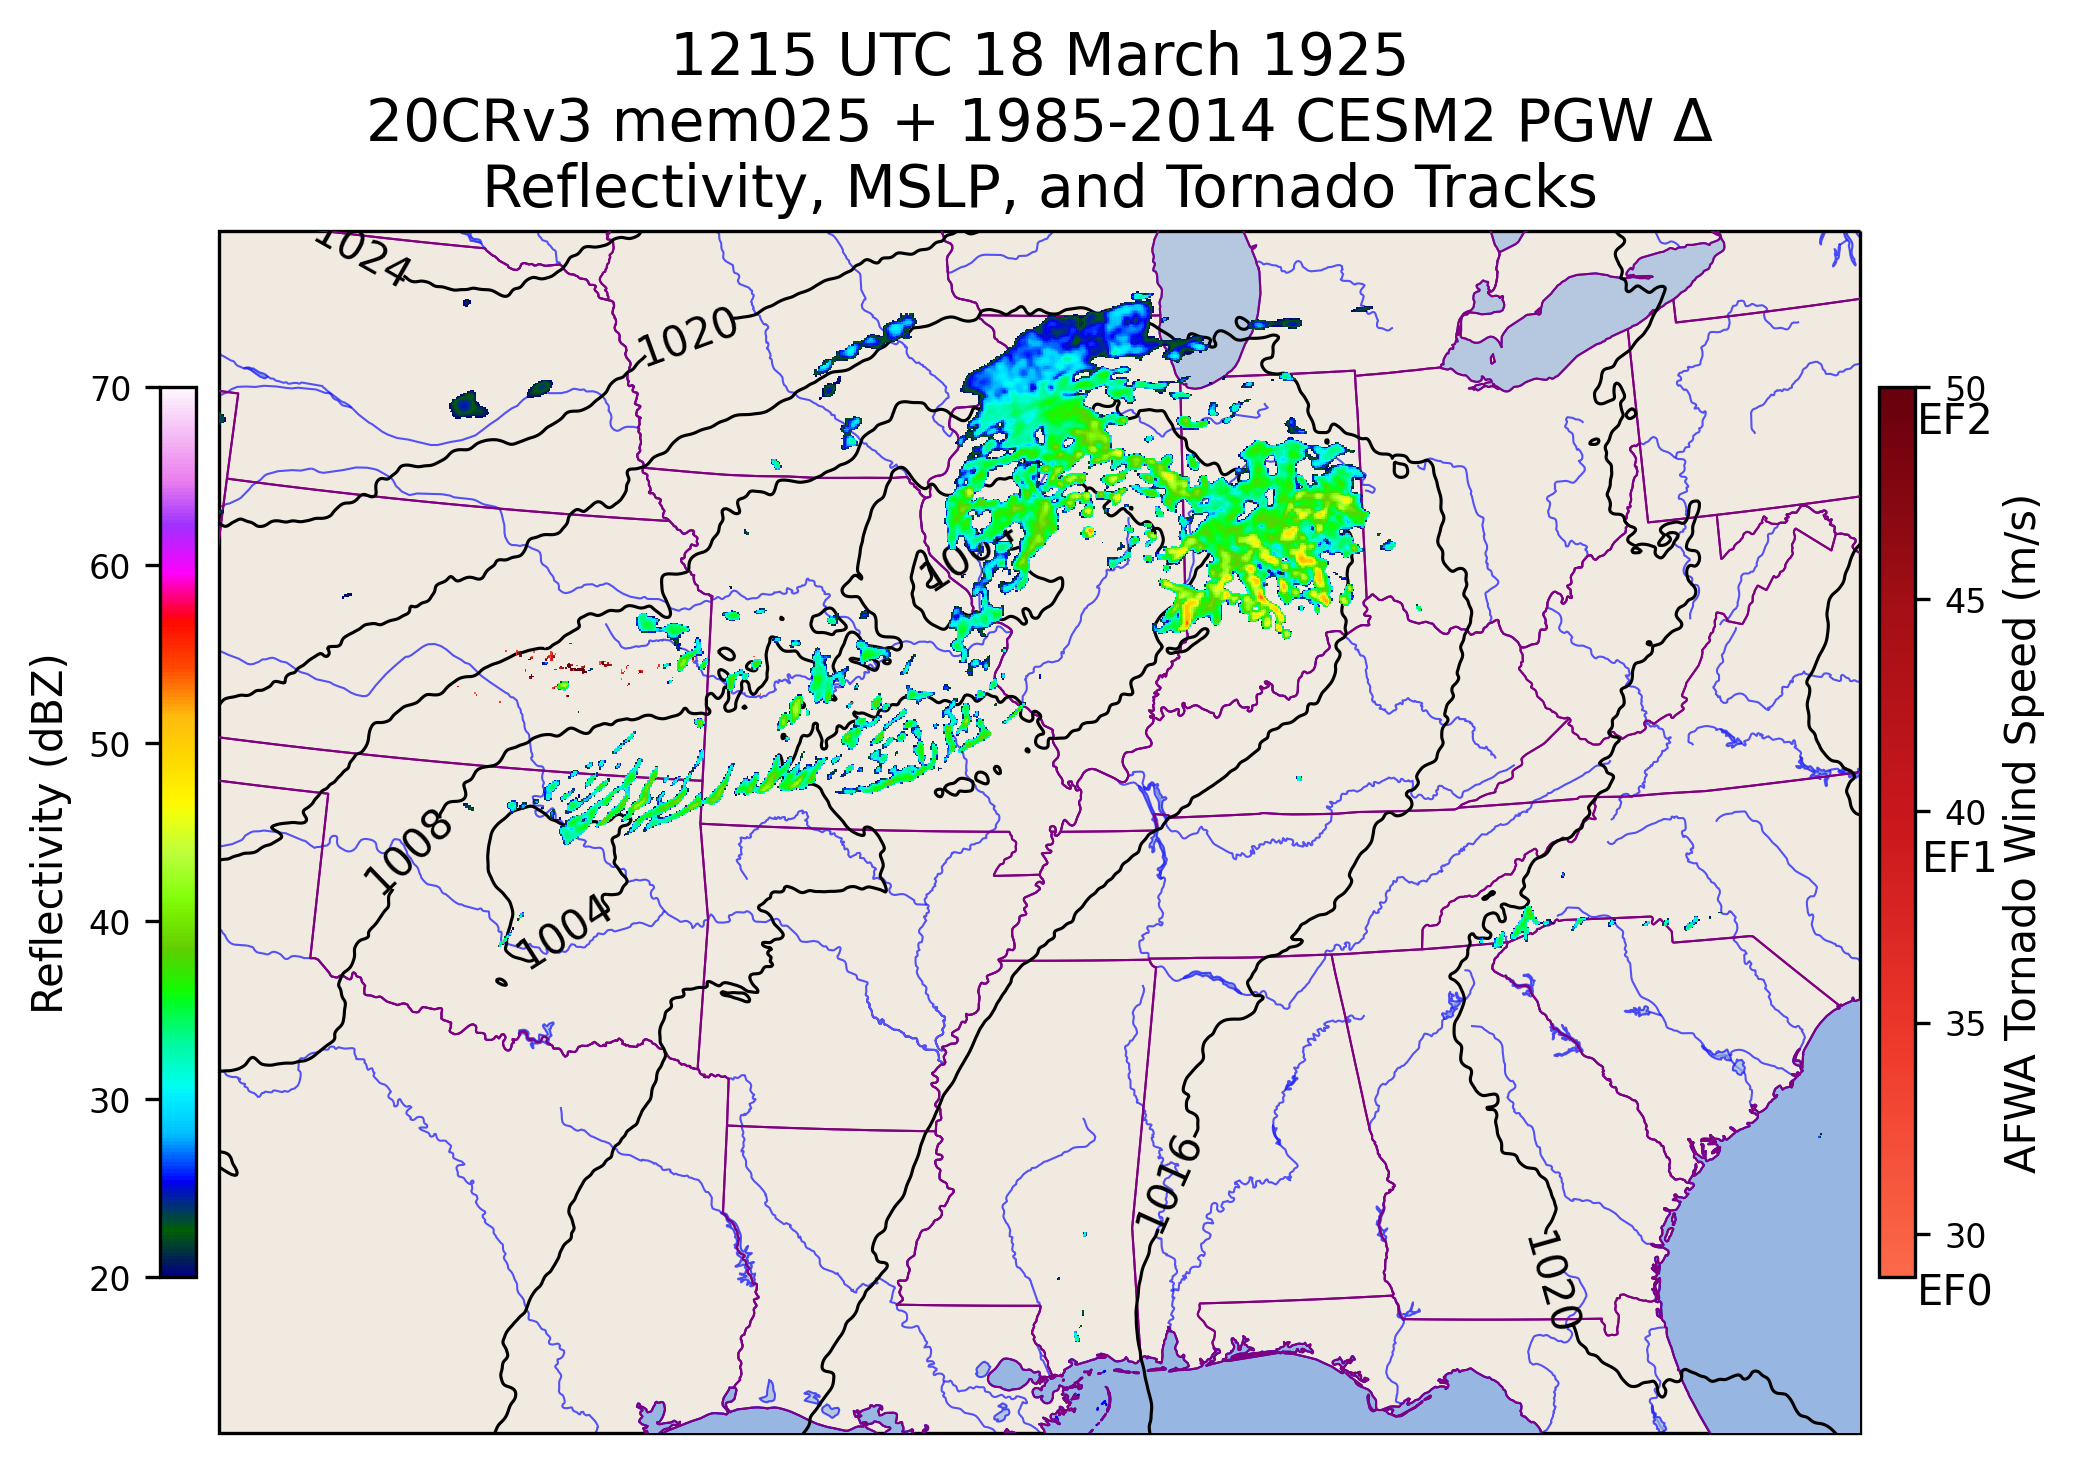 1215 UTC 18 March 1925
20CRv3 mem025 + 1985-2014 CESM2 PGW Δ
Reflectivity, MSLP, and Tornado Tracks
1024
1020
1004
1008
1004
1016
1020
70
60
50
40
30
20
Reflectivity (dBZ)
50
EF2
45
40
EF1
35
30
EF0
AFWA Tornado Wind Speed (m/s)